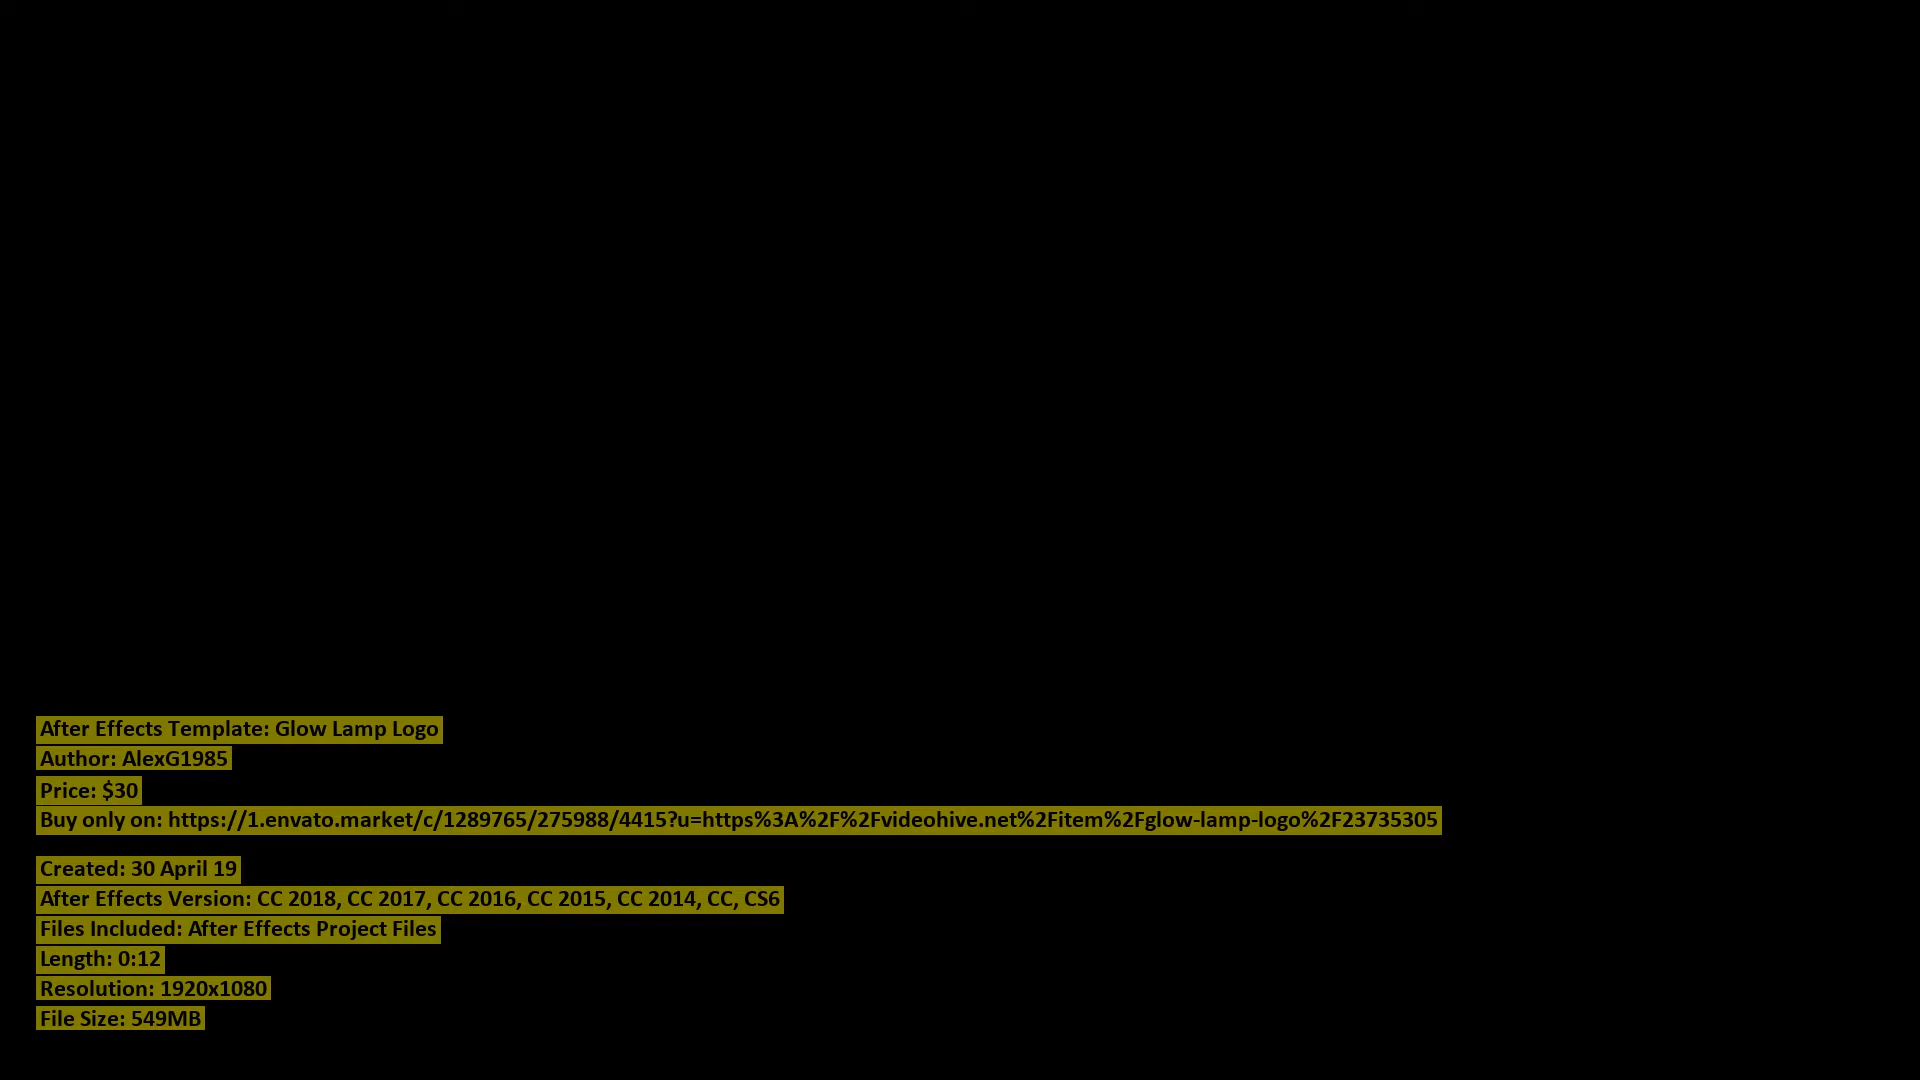 After Effects Template: Glow Lamp Logo
Author: AlexG1985
Price: $30
Buy only on: https://1.envato.market/c/1289765/275988/4415?u=https%3A%2F%2Fvideohive.net%2Fitem%2Fglow-lamp-logo%2F23735305
Created: 30 April 19
After Effects Version: CC 2018, CC 2017, CC 2016, CC 2015, CC 2014, CC, CS6
Files Included: After Effects Project Files
Length: 0:12
Resolution: 1920x1080
File Size: 549MB